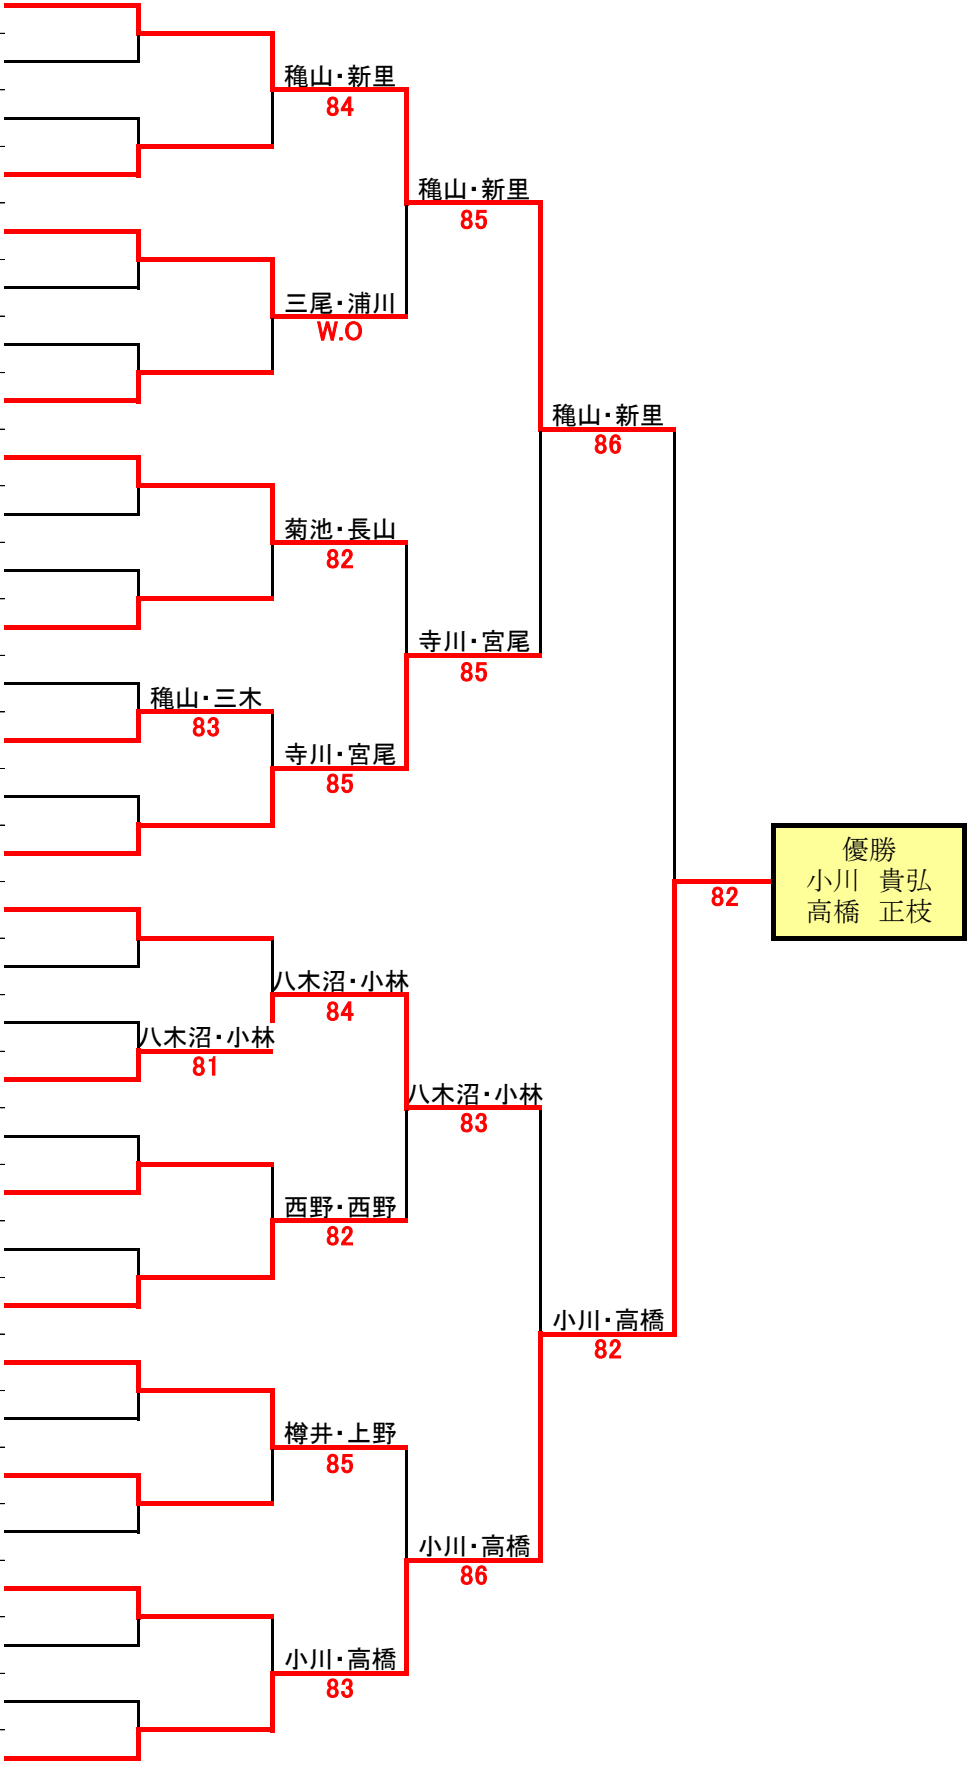 穐山・新里
84
穐山・新里
85
三尾・浦川
W.O
穐山・新里
86
菊池・長山
82
寺川・宮尾
85
穐山・三木
83
寺川・宮尾
85
優勝
小川 貴弘
高橋 正枝
82
八木沼・小林
84
八木沼・小林
81
八木沼・小林
83
西野・西野
82
小川・高橋
82
樽井・上野
85
小川・高橋
86
小川・高橋
83